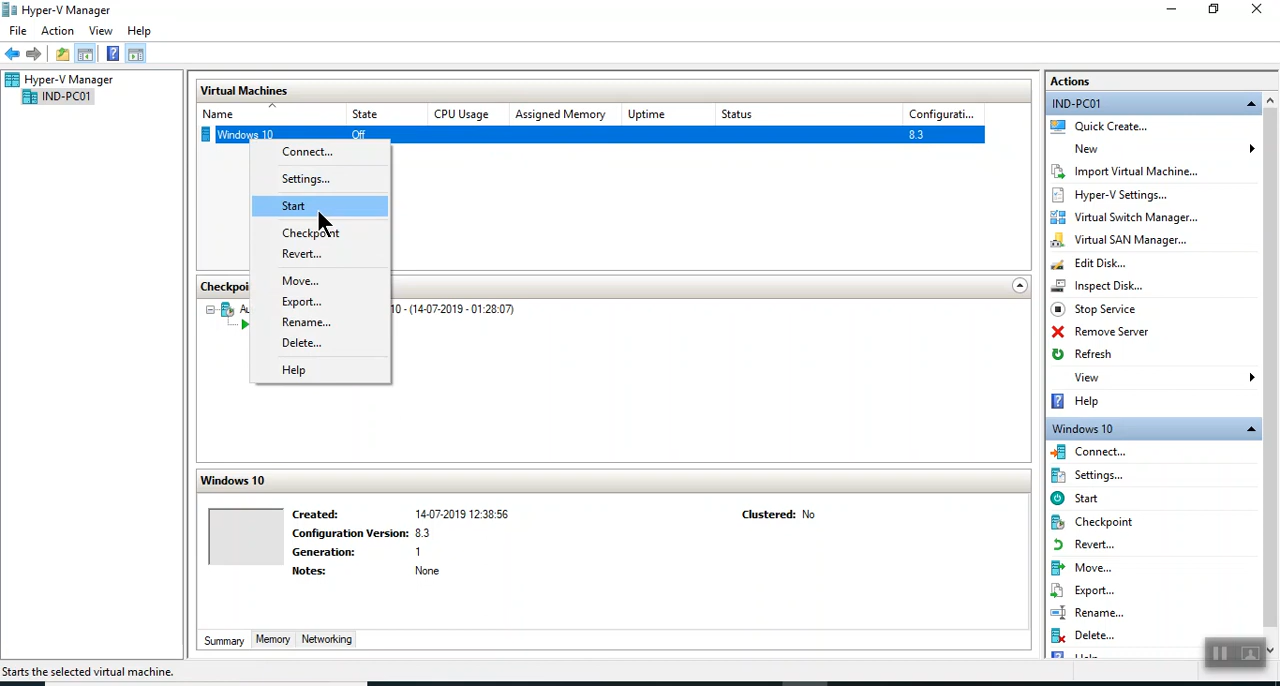 Hyper-V Manager
File Action View Help
Hyper-V Manager
IND-PC01
Virtual Machines
Name State CPU Usage Assigned Memory Uptime Status Configurati...
Windows 10 Off 8.3
Connect...
Settings...
Start
Checkpoint
Revert...
Move...
Export...
Rename...
Delete...
Help
Checkpoi
10 - (14-07-2019 - 01:28:07)
Windows 10
Created: 14-07-2019 12:38:56 Clustered: No
Configuration Version: 8.3
Generation: 1
Notes: None
Summary Memory Networking
Actions
IND-PC01
Quick Create...
New
Import Virtual Machine...
Hyper-V Settings...
Virtual Switch Manager...
Virtual SAN Manager...
Edit Disk...
Inspect Disk...
Stop Service
Remove Server
Refresh
View
Help
Windows 10
Connect...
Settings...
Start
Checkpoint
Revert...
Move...
Export...
Rename...
Delete...
Starts the selected virtual machine.